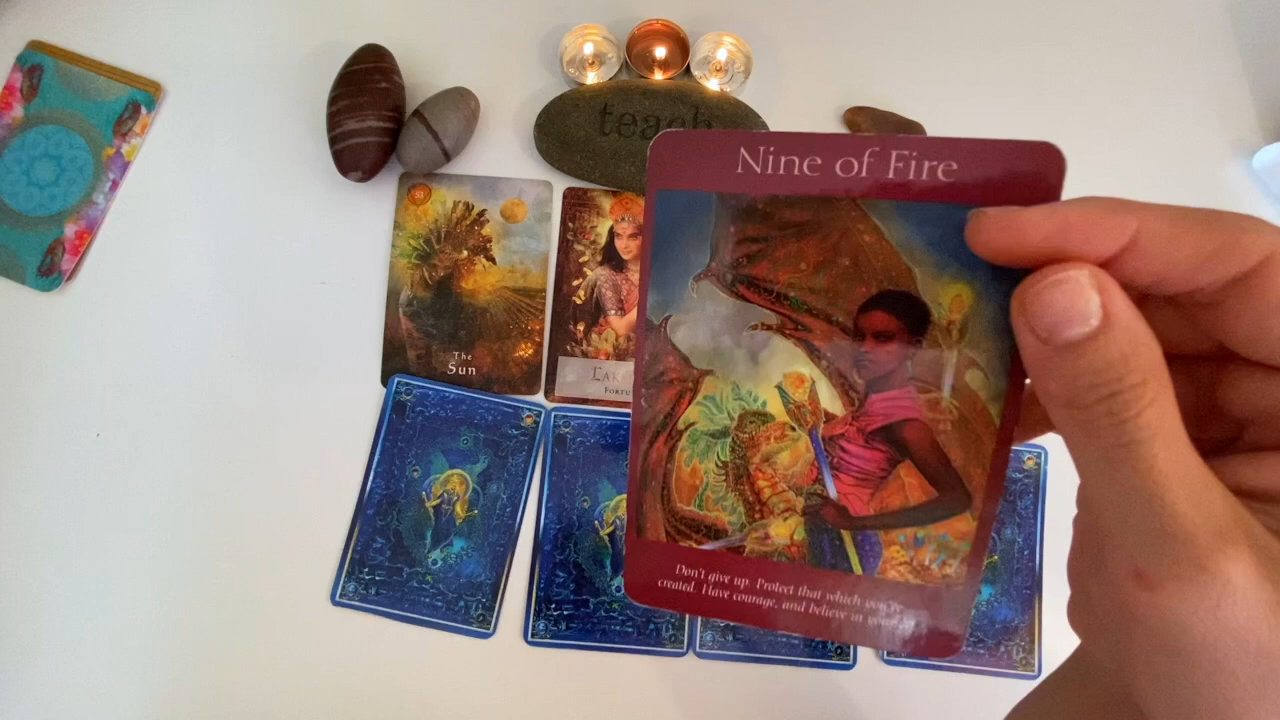 teach
51
The
Sun
Nine of Fire
Don't give up. Protect that which you've
created. Have courage, and believe in